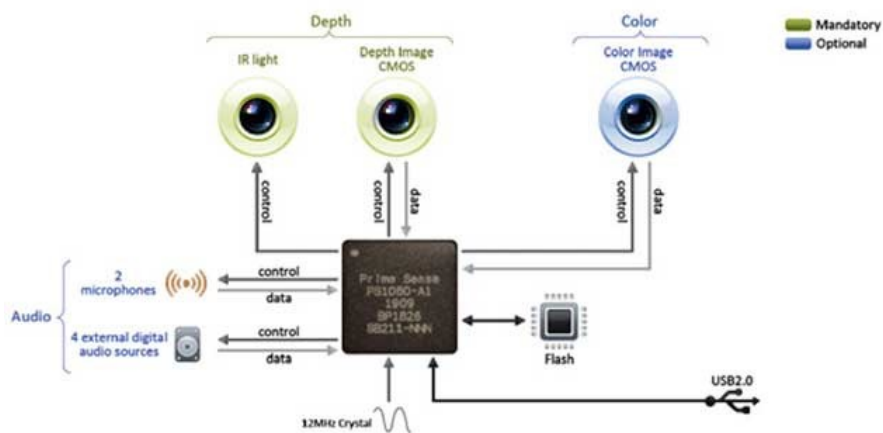 Depth
Color
Mandatory
Optional
IR light
Depth Image
CMOS
Color Image
CMOS
control
control
data
control
data
Audio
2
microphones
control
data
4 external digital
audio sources
control
data
Prime Sense
PS1080-A1
1909
SP1826
SB211-NNN
Flash
USB2.0
12MHz Crystal